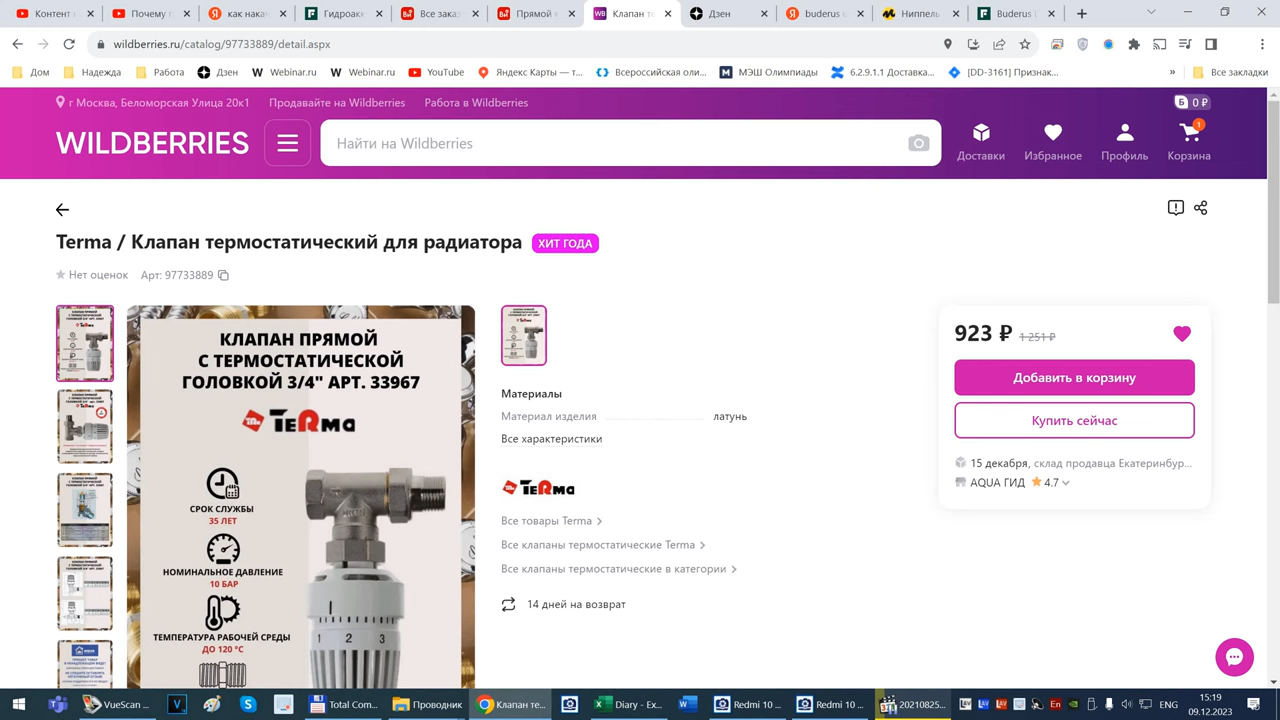 Контент
Почему п
Гидроакк
Все заказ
Прямой к
Клапан те
Дзен
buderus
Ниппель
Buderus L
wildberries.ru/catalog/97733889/detail.aspx
Дом
Надежда
Работа
Дзен
Webinar.ru
Webinar.ru
YouTube
Яндекс Карты — т...
Всероссийская оли...
МЭШ Олимпиады
6.2.9.1.1 Доставка...
[DD-3161] Признак...
»
Все закладки
г Москва, Беломорская Улица 20к1
Продавайте на Wildberries
Работа в Wildberries
Б 0 ₽
WILDBERRIES
Найти на Wildberries
Доставки
Избранное
Профиль
1
Корзина
Terma / Клапан термостатический для радиатора
ХИТ ГОДА
Нет оценок
Арт: 97733889
КЛАПАН ПРЯМОЙ
С ТЕРМОСТАТИЧЕСКОЙ
ГОЛОВКОЙ 3/4" АРТ. 33967
TeRma
СРОК СЛУЖБЫ
35 ЛЕТ
НОМИНАЛЬНОЕ ДАВЛЕНИЕ
10 БАР
ТЕМПЕРАТУРА РАБОЧЕЙ СРЕДЫ
ДО 120 °C
1 2 3
Материалы
Материал изделия
латунь
Все характеристики
TeRma
Все товары Terma
Все клапаны термостатические Terma
Все клапаны термостатические в категории
14 дней на возврат
923 ₽
1 251 ₽
Добавить в корзину
Купить сейчас
15 декабря, склад продавца Екатеринбур...
AQUA ГИД
4.7
VueScan ...
Total Com...
Проводник
Клапан те...
Diary - Ex...
Redmi 10 ...
Redmi 10 ...
20210825...
En
ENG
15:19
09.12.2023